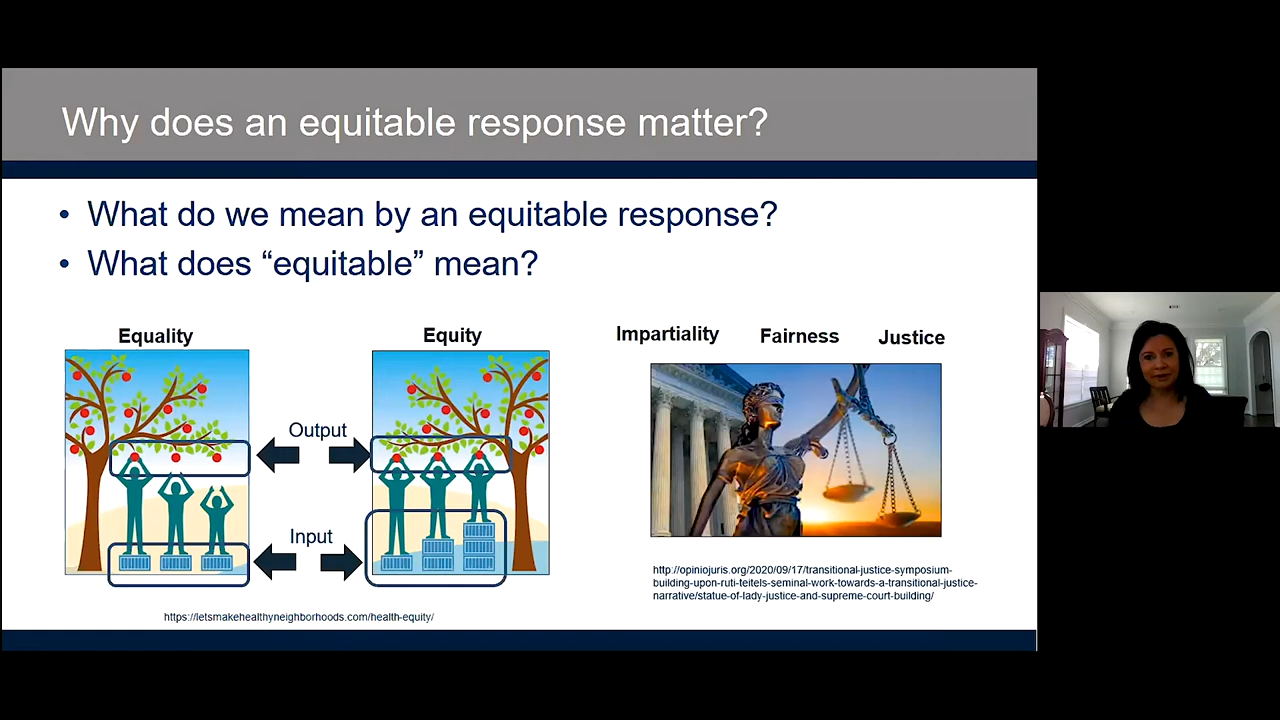 Why does an equitable response matter?
• What do we mean by an equitable response?
• What does “equitable” mean?
Equality
Equity
Impartiality
Fairness
Justice
Output
Input
https://letsmakehealthyneighborhoods.com/health-equity/
http://opiniojuris.org/2020/09/17/transitional-justice-symposium-
building-upon-ruti-teitels-seminal-work-towards-a-transitional-justice-
narrative/statue-of-lady-justice-and-supreme-court-building/